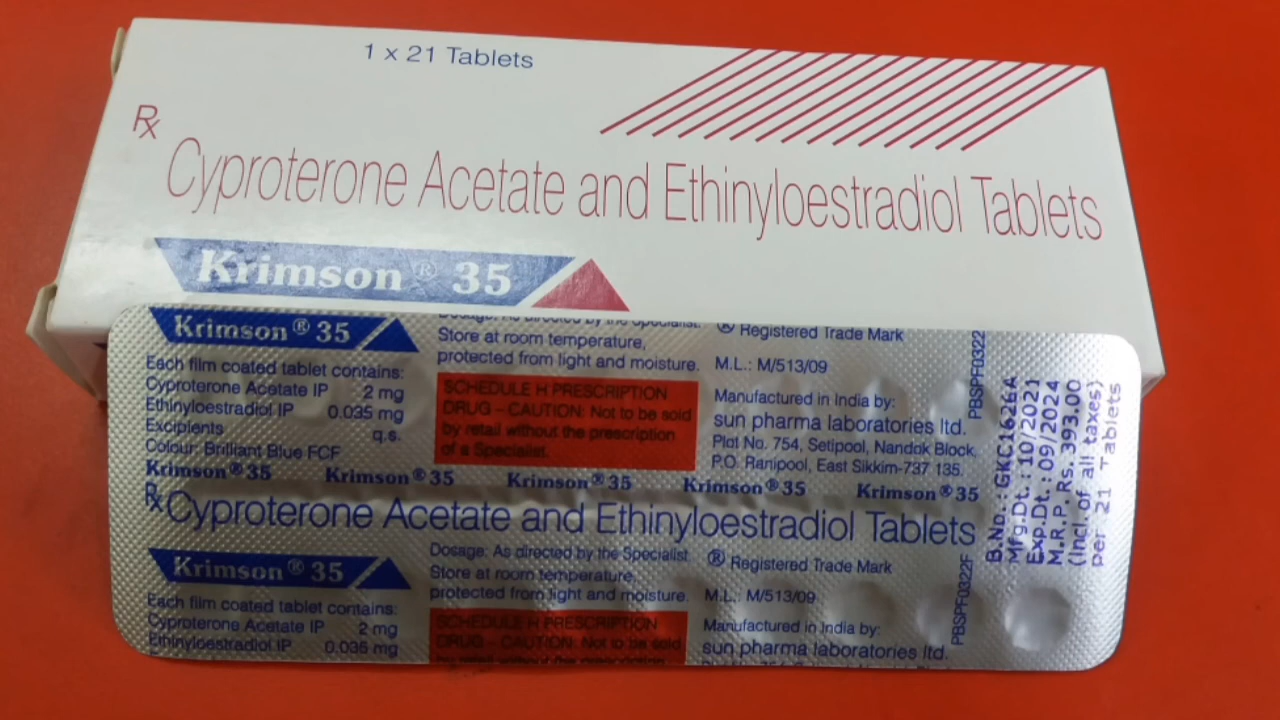 1 x 21 Tablets
Rx
Cyproterone Acetate and Ethinyloestradiol Tablets
Krimson ® 35
Krimson ® 35
Each film coated tablet contains:
Cyproterone Acetate IP 2 mg
Ethinyloestradiol IP 0.035 mg
Excipients q.s.
Colour: Brilliant Blue FCF
Dosage: As directed by the Specialist.
Store at room temperature,
protected from light and moisture.
SCHEDULE H PRESCRIPTION
DRUG – CAUTION: Not to be sold
by retail without the prescription
of a Specialist.
® Registered Trade Mark
M.L.: M/513/09
Manufactured in India by:
sun pharma laboratories ltd.
Plot No. 754, Setipool, Nandok Block,
P.O. Ranipool, East Sikkim-737 135.
PBSPF0322
Krimson ® 35 Krimson ® 35 Krimson ® 35 Krimson ® 35 Krimson ® 35
Rx Cyproterone Acetate and Ethinyloestradiol Tablets
Krimson ® 35
Each film coated tablet contains:
Cyproterone Acetate IP 2 mg
Ethinyloestradiol IP 0.035 mg
Dosage: As directed by the Specialist.
Store at room temperature,
protected from light and moisture.
SCHEDULE H PRESCRIPTION
DRUG – CAUTION: Not to be sold
by retail without the prescription
® Registered Trade Mark
M.L.: M/513/09
Manufactured in India by:
sun pharma laboratories ltd.
PBSPF0322F
B.No.: GKC1626A
Mfg.Dt.: 10/2021
Exp.Dt.: 09/2024
M.R.P. Rs. 393.00
(Incl. of all taxes)
per 21 Tablets